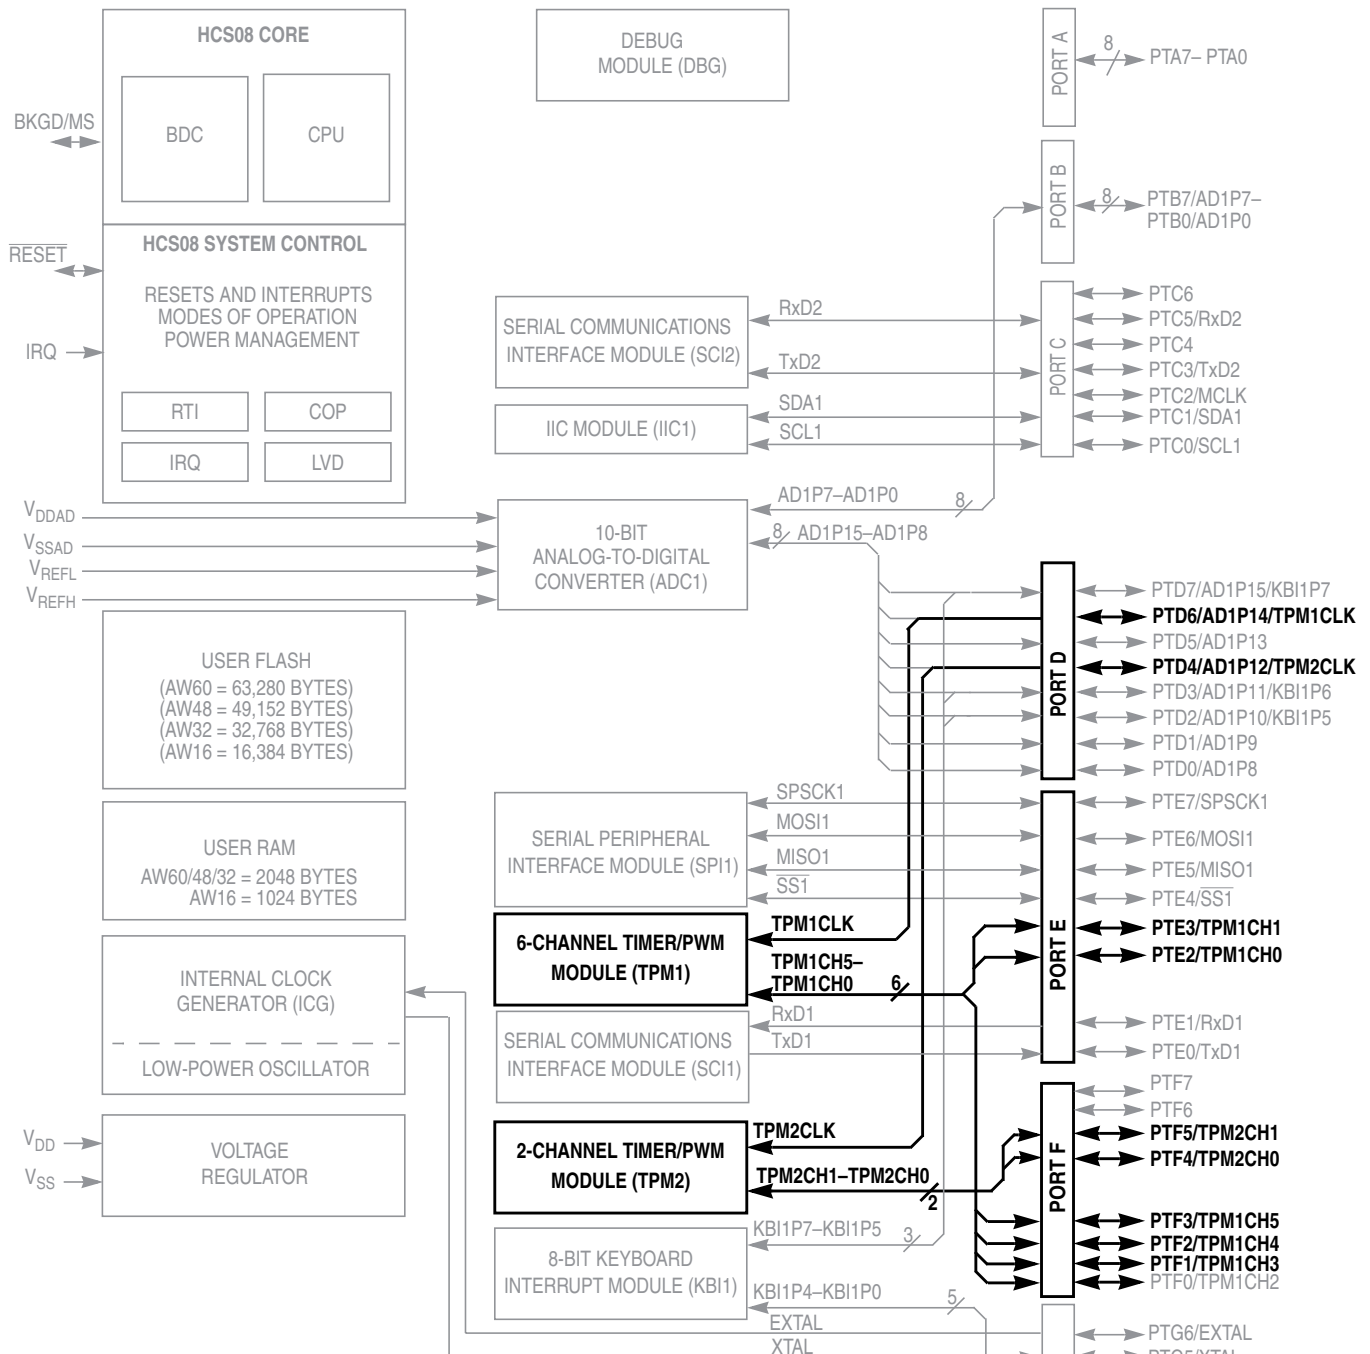 HCS08 CORE
BDC
CPU
BKGD/MS
HCS08 SYSTEM CONTROL
RESET
RESETS AND INTERRUPTS
MODES OF OPERATION
POWER MANAGEMENT
IRQ
RTI
COP
IRQ
LVD
VDDAD
VSSAD
VREFL
VREFH
USER FLASH
(AW60 = 63,280 BYTES)
(AW48 = 49,152 BYTES)
(AW32 = 32,768 BYTES)
(AW16 = 16,384 BYTES)
USER RAM
AW60/48/32 = 2048 BYTES
AW16 = 1024 BYTES
INTERNAL CLOCK
GENERATOR (ICG)
LOW-POWER OSCILLATOR
VDD
VSS
VOLTAGE
REGULATOR
DEBUG
MODULE (DBG)
SERIAL COMMUNICATIONS
INTERFACE MODULE (SCI2)
RxD2
TxD2
IIC MODULE (IIC1)
SDA1
SCL1
10-BIT
ANALOG-TO-DIGITAL
CONVERTER (ADC1)
AD1P7–AD1P0
8
8
AD1P15–AD1P8
SERIAL PERIPHERAL
INTERFACE MODULE (SPI1)
SPSCK1
MOSI1
MISO1
SS1
6-CHANNEL TIMER/PWM
MODULE (TPM1)
TPM1CLK
TPM1CH5–
TPM1CH0
6
SERIAL COMMUNICATIONS
INTERFACE MODULE (SCI1)
RxD1
TxD1
2-CHANNEL TIMER/PWM
MODULE (TPM2)
TPM2CLK
TPM2CH1–TPM2CH0
2
8-BIT KEYBOARD
INTERRUPT MODULE (KBI1)
KBI1P7–KBI1P5
3
KBI1P4–KBI1P0
5
EXTAL
XTAL
PORT A
8
PTA7– PTA0
PORT B
8
PTB7/AD1P7–
PTB0/AD1P0
PORT C
PTC6
PTC5/RxD2
PTC4
PTC3/TxD2
PTC2/MCLK
PTC1/SDA1
PTC0/SCL1
PORT D
PTD7/AD1P15/KBI1P7
PTD6/AD1P14/TPM1CLK
PTD5/AD1P13
PTD4/AD1P12/TPM2CLK
PTD3/AD1P11/KBI1P6
PTD2/AD1P10/KBI1P5
PTD1/AD1P9
PTD0/AD1P8
PORT E
PTE7/SPSCK1
PTE6/MOSI1
PTE5/MISO1
PTE4/SS1
PTE3/TPM1CH1
PTE2/TPM1CH0
PTE1/RxD1
PTE0/TxD1
PORT F
PTF7
PTF6
PTF5/TPM2CH1
PTF4/TPM2CH0
PTF3/TPM1CH5
PTF2/TPM1CH4
PTF1/TPM1CH3
PTF0/TPM1CH2
PTG6/EXTAL
PTG5/XTAL